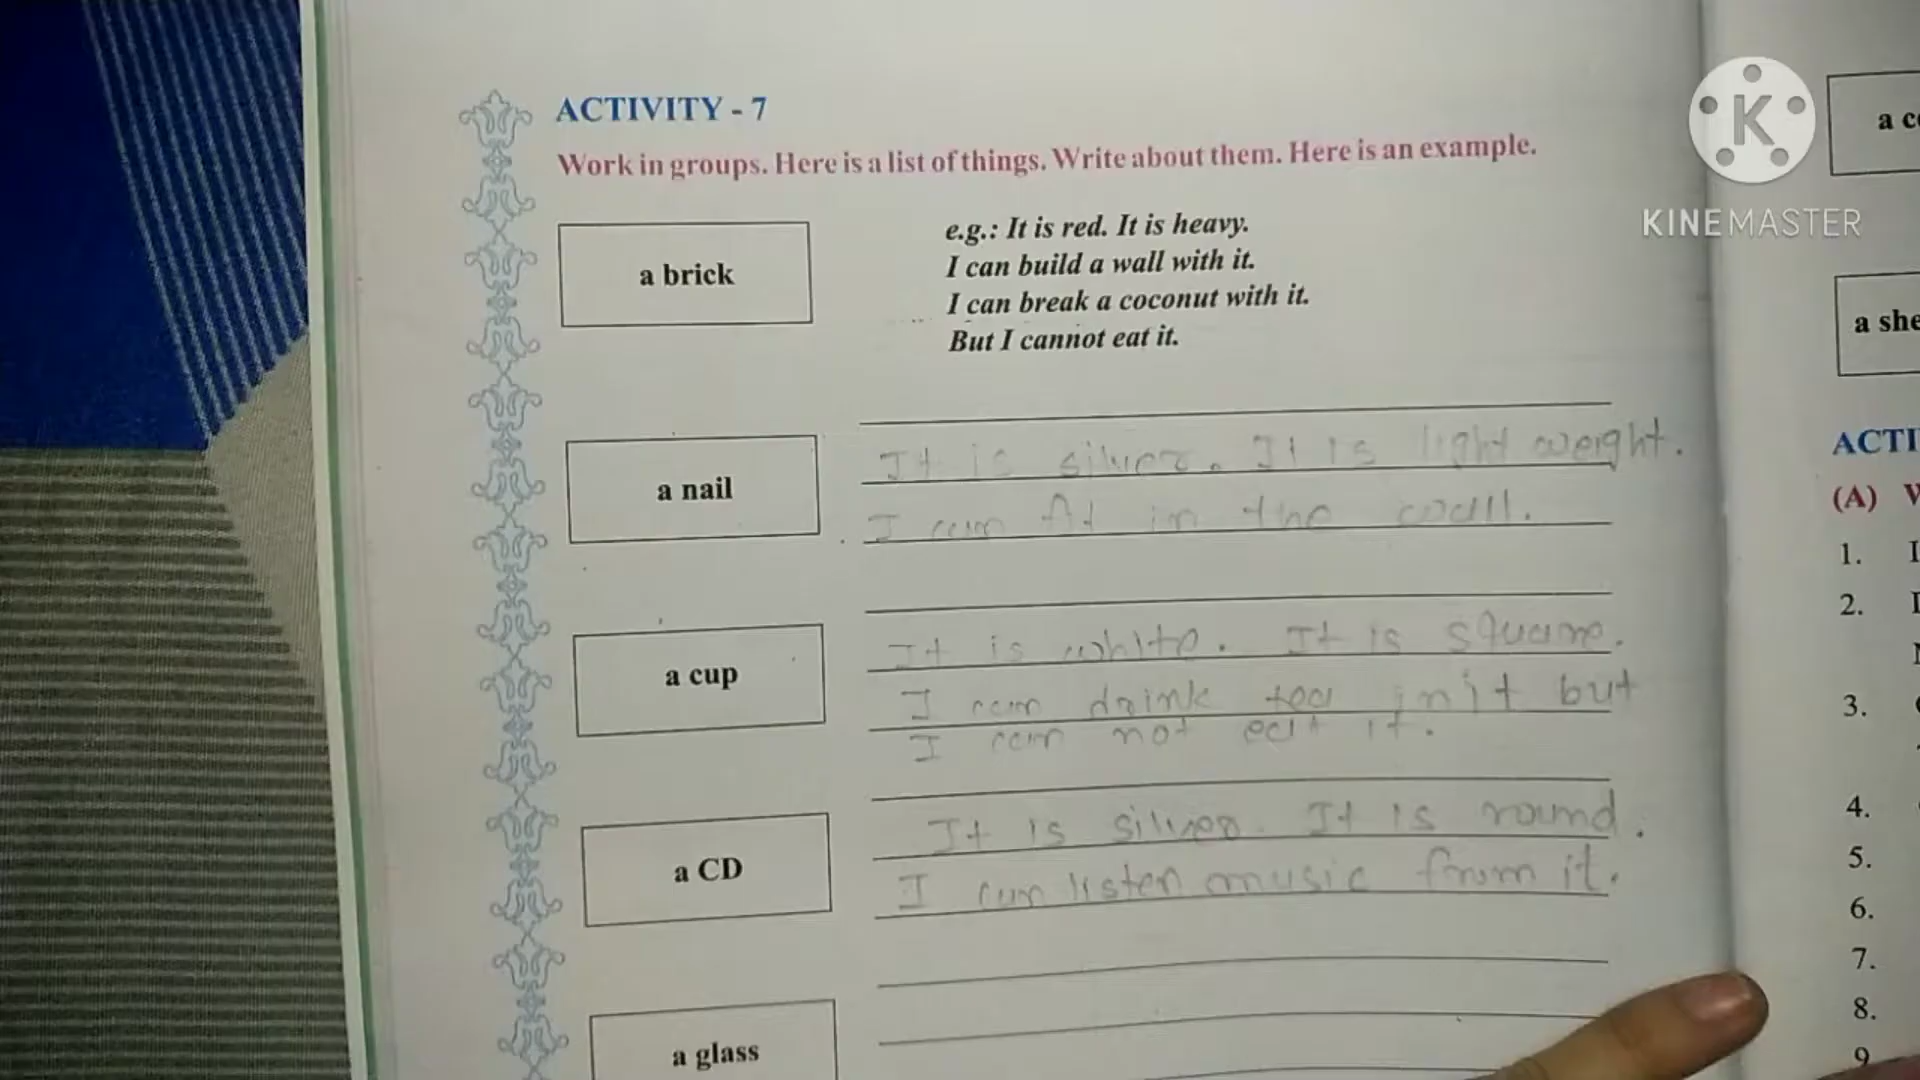 ACTIVITY - 7
Work in groups. Here is a list of things. Write about them. Here is an example.
a brick
e.g.: It is red. It is heavy.
I can build a wall with it.
I can break a coconut with it.
But I cannot eat it.
a nail
It is silver. It is light weight.
I can fit in the wall.
a cup
It is white. It is square.
I can drink tea in it but
I can not eat it.
a CD
It is silver. It is round.
I can listen music from it.
a glass
KINEMASTER
a co
a she
ACTI
(A) W
1. I
2. I
3.
4.
5.
6.
7.
8.
9